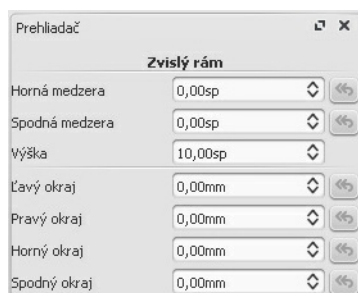 Prehliadač
Zvislý rám
Horná medzera 0,00sp
Spodná medzera 0,00sp
Výška 10,00sp
Ľavý okraj 0,00mm
Pravý okraj 0,00mm
Horný okraj 0,00mm
Spodný okraj 0,00mm